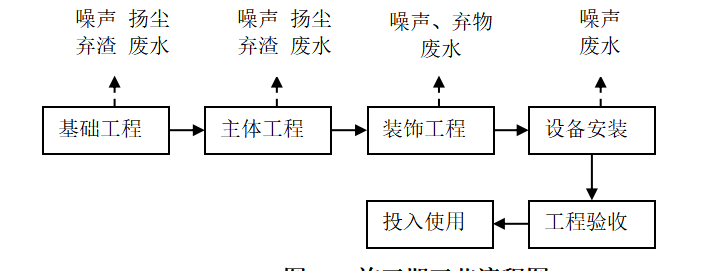 噪声 扬尘
弃渣 废水
噪声 扬尘
弃渣 废水
噪声、弃物
废水
噪声
废水
基础工程
主体工程
装饰工程
设备安装
投入使用
工程验收